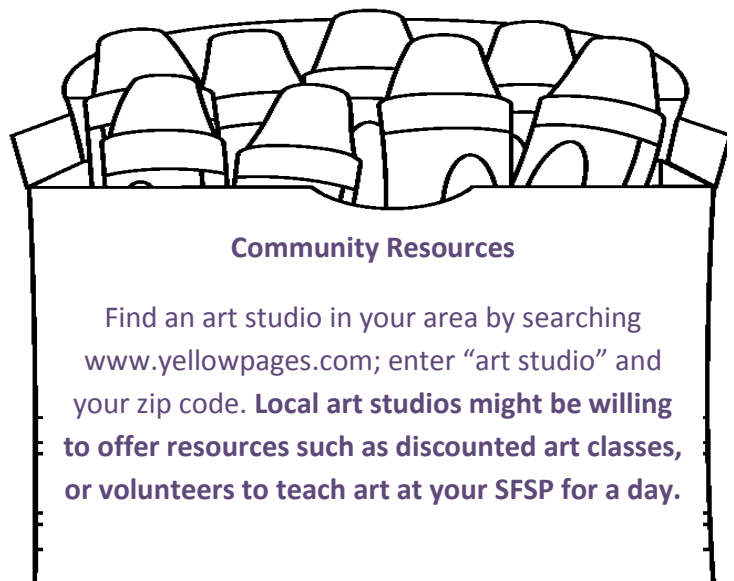 Community Resources
Find an art studio in your area by searching
www.yellowpages.com; enter “art studio” and
your zip code. Local art studios might be willing
to offer resources such as discounted art classes,
or volunteers to teach art at your SFSP for a day.